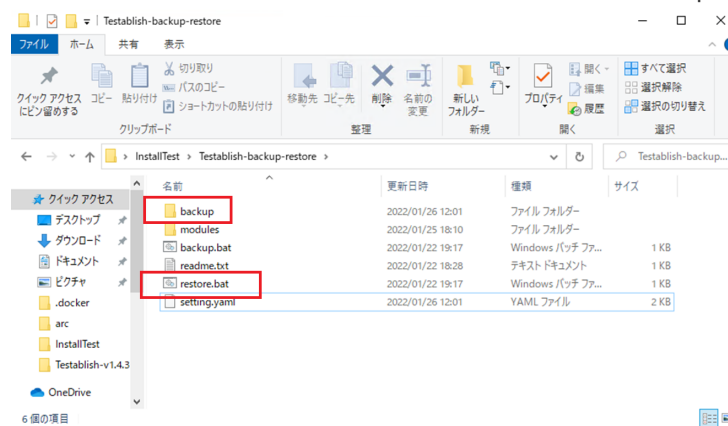 Testablish-backup-restore
ファイル ホーム 共有 表示
クイック アクセス
にピン留めする
コピー
貼り付け
切り取り
パスのコピー
ショートカットの貼り付け
クリップボード
移動先
コピー先
削除
名前の
変更
整理
新しい
フォルダー
新規
プロパティ
開く
編集
履歴
開く
すべて選択
選択解除
選択の切り替え
選択
InstallTest › Testablish-backup-restore ›
Testablish-backup...
クイック アクセス
デスクトップ
ダウンロード
ドキュメント
ピクチャ
.docker
arc
InstallTest
Testablish-v1.4.3
OneDrive
名前 更新日時 種類 サイズ
backup 2022/01/26 12:01 ファイル フォルダー
modules 2022/01/25 18:10 ファイル フォルダー
backup.bat 2022/01/22 19:17 Windows バッチ ファ... 1 KB
readme.txt 2022/01/22 18:28 テキスト ドキュメント 1 KB
restore.bat 2022/01/22 19:17 Windows バッチ ファ... 1 KB
setting.yaml 2022/01/26 12:01 YAML ファイル 2 KB
6 個の項目